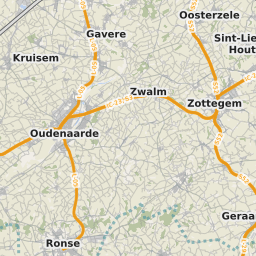 Oosterzele
Gavere
Sint-Lie
Hout
Kruisem
Zwalm
Zottegem
Oudenaarde
Geraa
Ronse